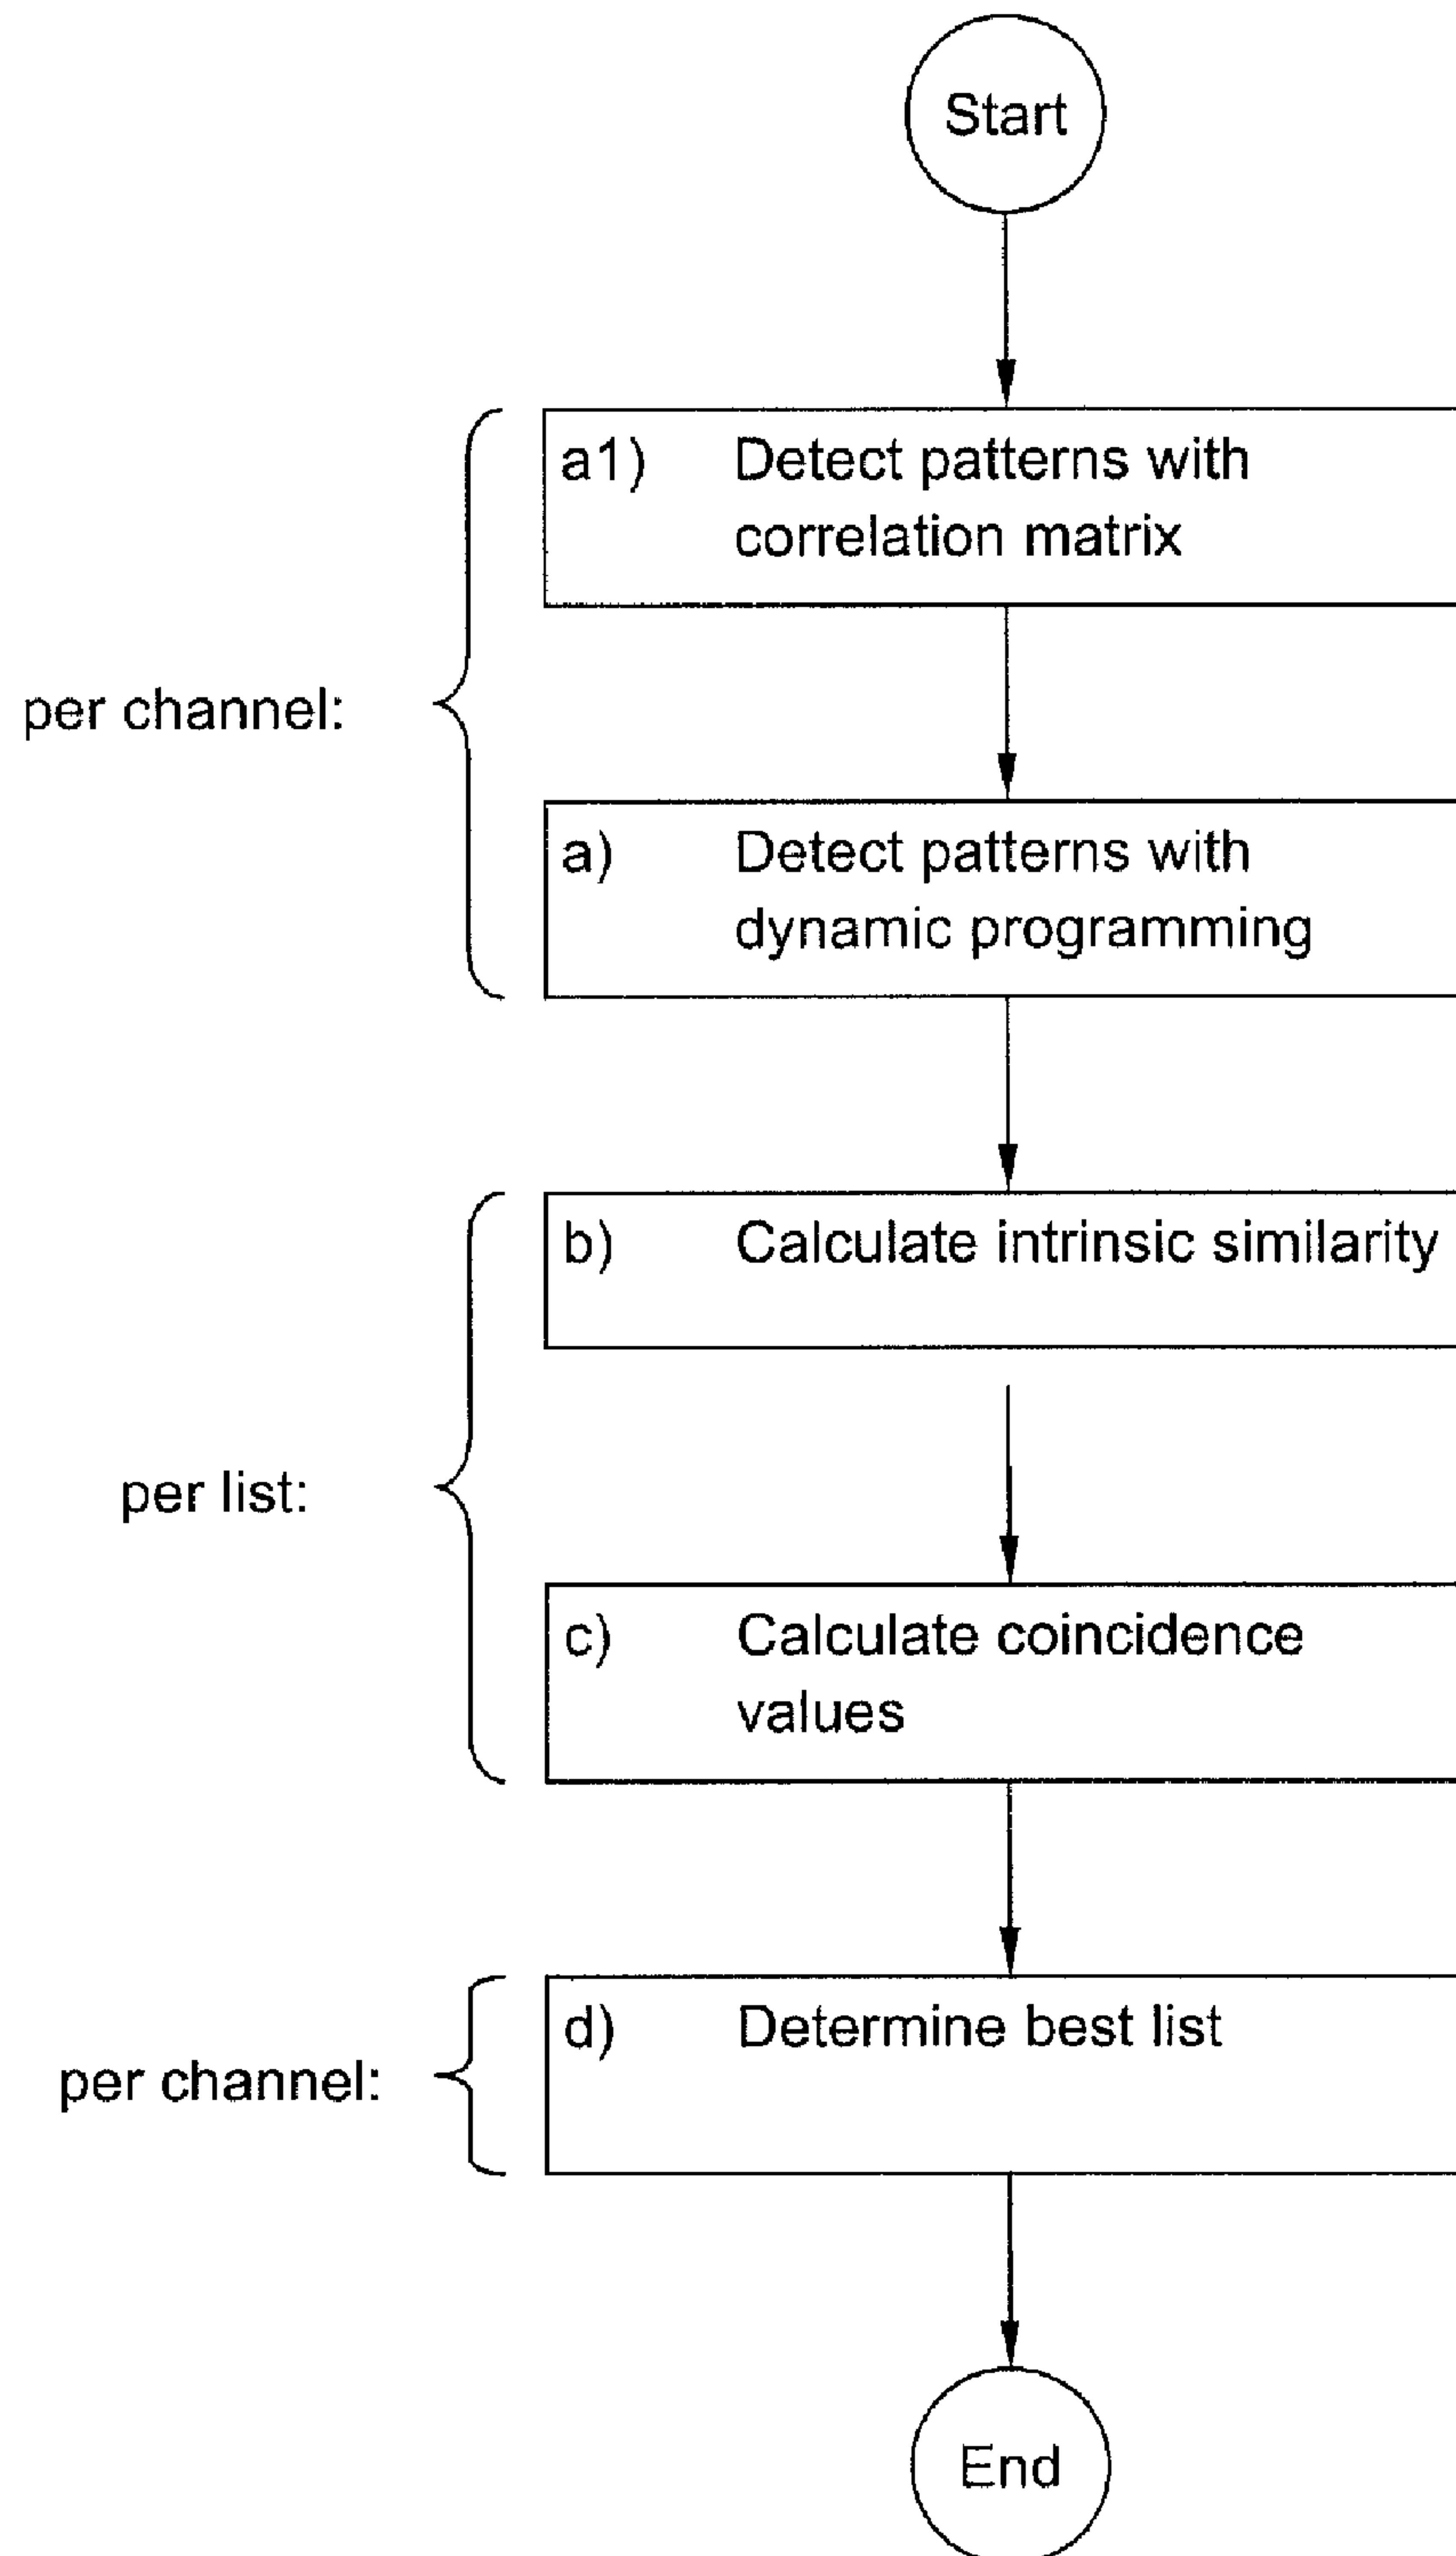 Start
a1) Detect patterns with
correlation matrix
per channel:
a) Detect patterns with
dynamic programming
b) Calculate intrinsic similarity
per list:
c) Calculate coincidence
values
d) Determine best list
per channel:
End